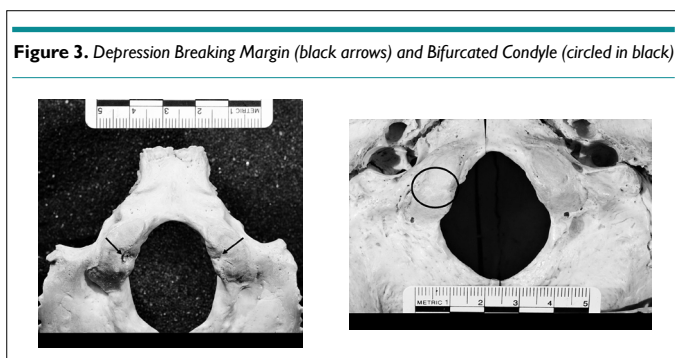 Figure 3. Depression Breaking Margin (black arrows) and Bifurcated Condyle (circled in black)
METRIC 1 2 3 4 5
METRIC 1 2 3 4 5